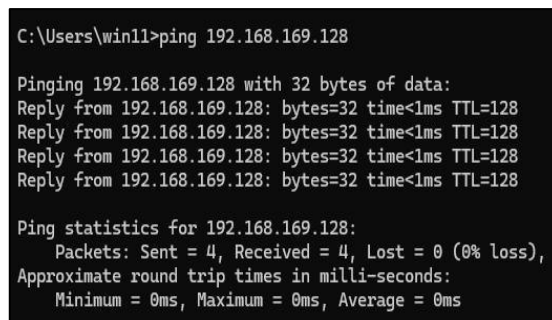 C:\Users\win11>ping 192.168.169.128
Pinging 192.168.169.128 with 32 bytes of data:
Reply from 192.168.169.128: bytes=32 time<1ms TTL=128
Reply from 192.168.169.128: bytes=32 time<1ms TTL=128
Reply from 192.168.169.128: bytes=32 time<1ms TTL=128
Reply from 192.168.169.128: bytes=32 time<1ms TTL=128
Ping statistics for 192.168.169.128:
Packets: Sent = 4, Received = 4, Lost = 0 (0% loss),
Approximate round trip times in milli-seconds:
Minimum = 0ms, Maximum = 0ms, Average = 0ms